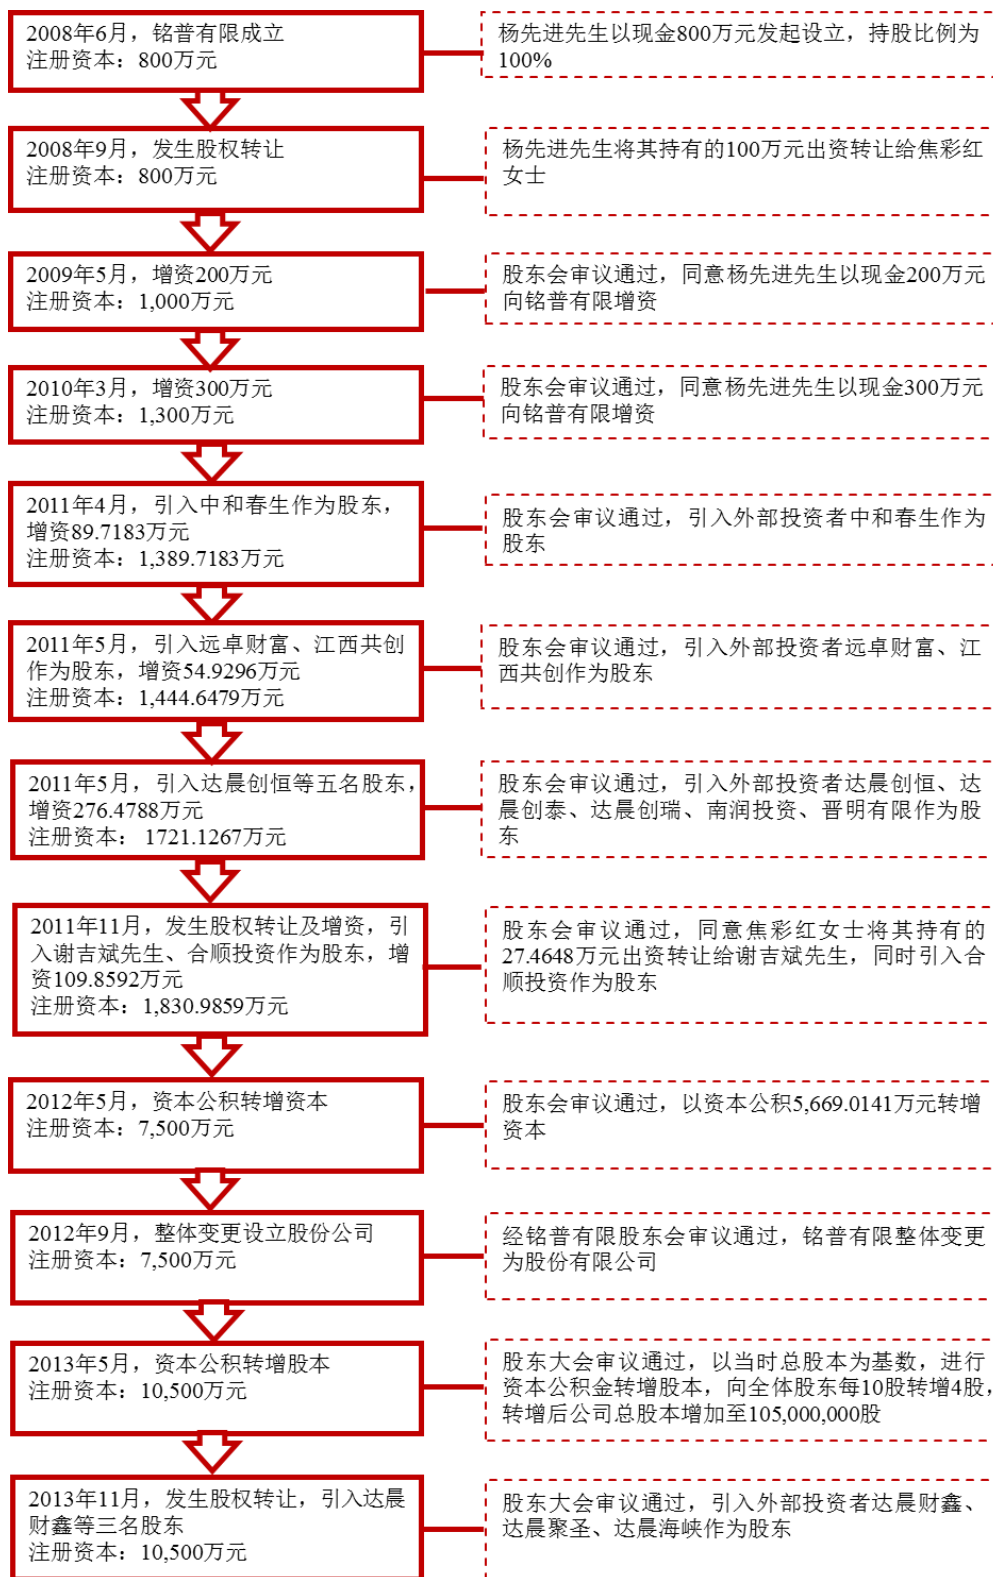 2008年6月，铭普有限成立
注册资本：800万元
杨先进先生以现金800万元发起设立，持股比例为
100%
2008年9月，发生股权转让
注册资本：800万元
杨先进先生将其持有的100万元出资转让给焦彩红
女士
2009年5月，增资200万元
注册资本：1,000万元
股东会审议通过，同意杨先进先生以现金200万元
向铭普有限增资
2010年3月，增资300万元
注册资本：1,300万元
股东会审议通过，同意杨先进先生以现金300万元
向铭普有限增资
2011年4月，引入中和春生作为股东，
增资89.7183万元
注册资本：1,389.7183万元
股东会审议通过，引入外部投资者中和春生作为
股东
2011年5月，引入远卓财富、江西共创
作为股东，增资54.9296万元
注册资本：1,444.6479万元
股东会审议通过，引入外部投资者远卓财富、江
西共创作为股东
2011年5月，引入达晨创恒等五名股东，
增资276.4788万元
注册资本： 1721.1267万元
股东会审议通过，引入外部投资者达晨创恒、达
晨创泰、达晨创瑞、南润投资、晋明有限作为股
东
2011年11月，发生股权转让及增资，引
入谢吉斌先生、合顺投资作为股东，增
资109.8592万元
注册资本：1,830.9859万元
股东会审议通过，同意焦彩红女士将其持有的
27.4648万元出资转让给谢吉斌先生，同时引入合
顺投资作为股东
2012年5月，资本公积转增资本
注册资本：7,500万元
股东会审议通过，以资本公积5,669.0141万元转增
资本
2012年9月，整体变更设立股份公司
注册资本：7,500万元
经铭普有限股东会审议通过，铭普有限整体变更
为股份有限公司
2013年5月，资本公积转增股本
注册资本：10,500万元
股东大会审议通过，以当时总股本为基数，进行
资本公积金转增股本，向全体股东每10股转增4股，
转增后公司总股本增加至105,000,000股
2013年11月，发生股权转让，引入达晨
财鑫等三名股东
注册资本：10,500万元
股东大会审议通过，引入外部投资者达晨财鑫、
达晨聚圣、达晨海峡作为股东